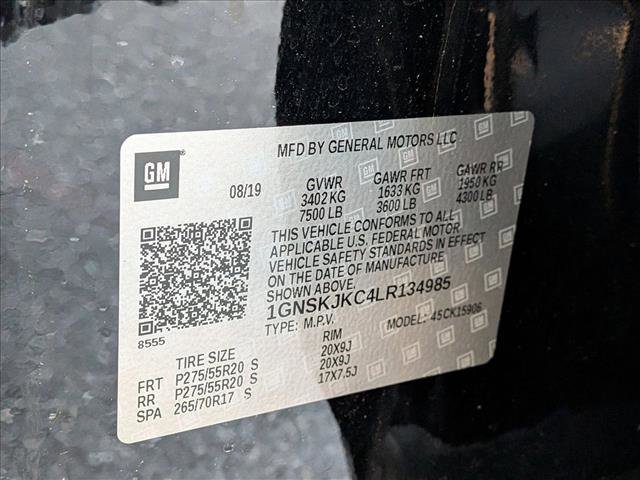 MFD BY GENERAL MOTORS LLC
GM
08/19 GVWR GAWR FRT GAWR RR
3402 KG 1633 KG 1950 KG
7500 LB 3600 LB 4300 LB
THIS VEHICLE CONFORMS TO ALL
APPLICABLE U.S. FEDERAL MOTOR
VEHICLE SAFETY STANDARDS IN EFFECT
ON THE DATE OF MANUFACTURE
SHOWN ABOVE.
1GNSKJKC4LR134985
TYPE: M.P.V. MODEL: 45CK15906
8555
TIRE SIZE RIM
FRT P275/55R20 S 20X9J
RR P275/55R20 S 20X9J
SPA 265/70R17 S 17X7.5J